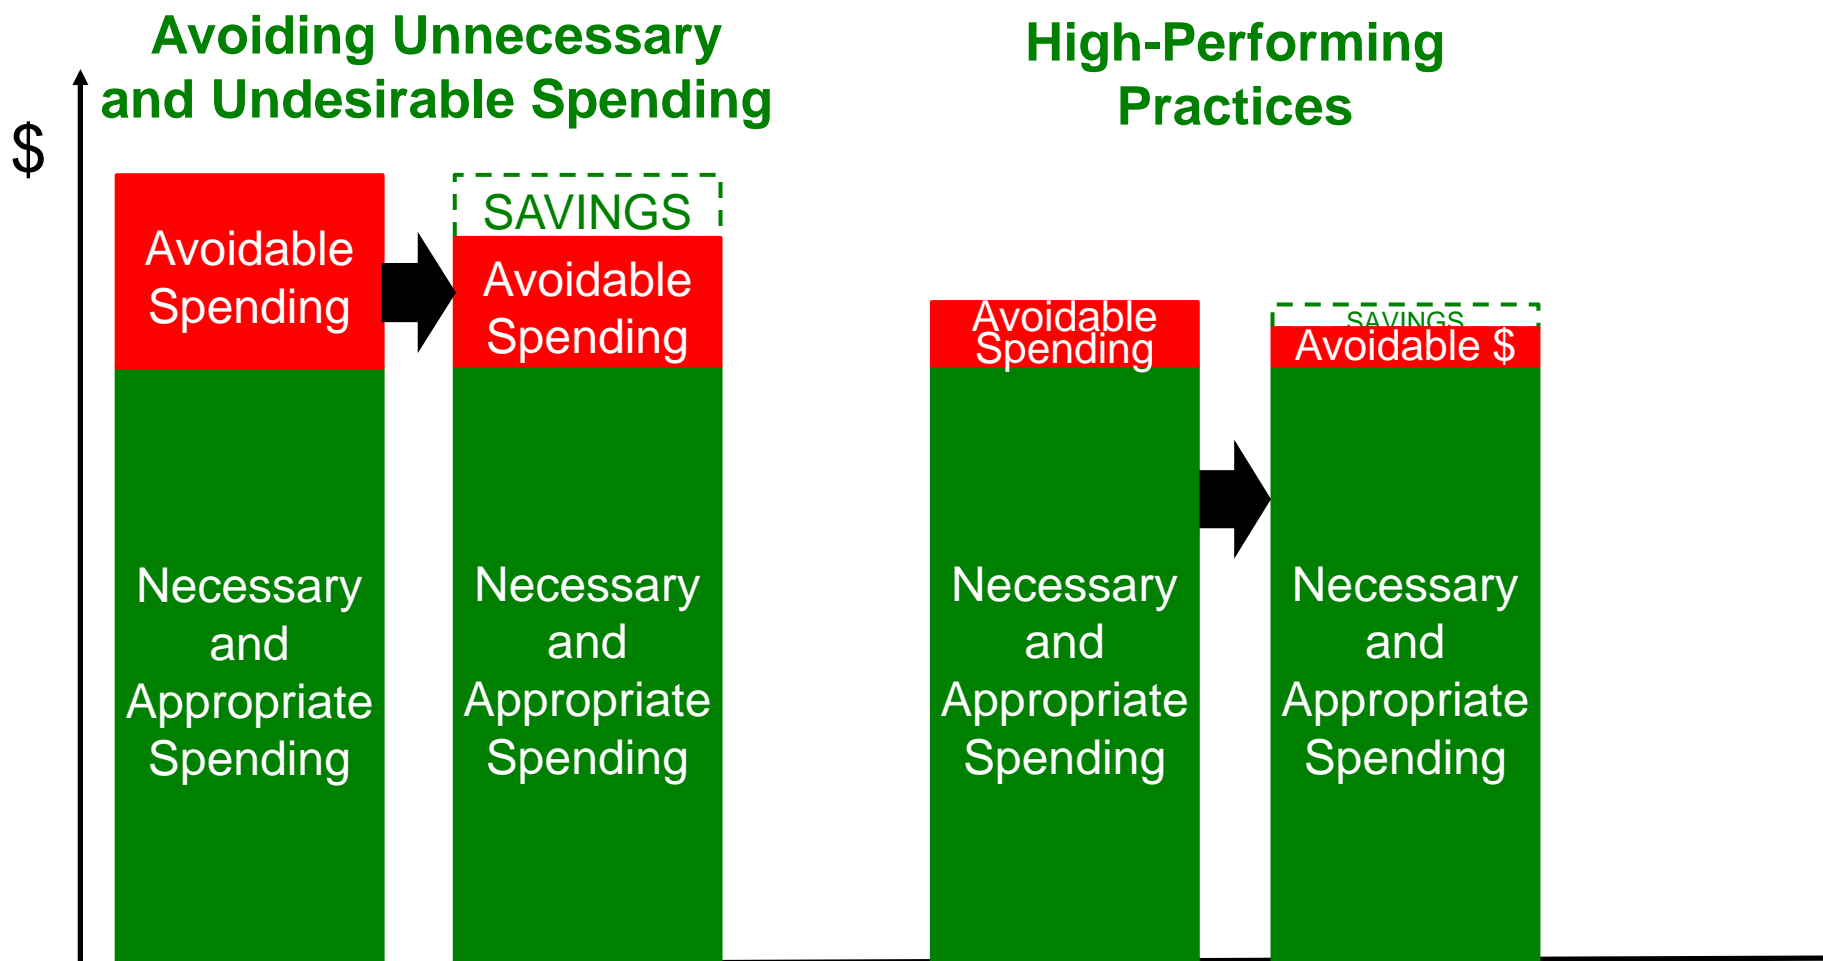 Avoiding Unnecessary
and Undesirable Spending
High-Performing
Practices
$
Avoidable
Spending
SAVINGS
Avoidable
Spending
Avoidable
Spending
SAVINGS
Avoidable $
Necessary
and
Appropriate
Spending
Necessary
and
Appropriate
Spending
Necessary
and
Appropriate
Spending
Necessary
and
Appropriate
Spending